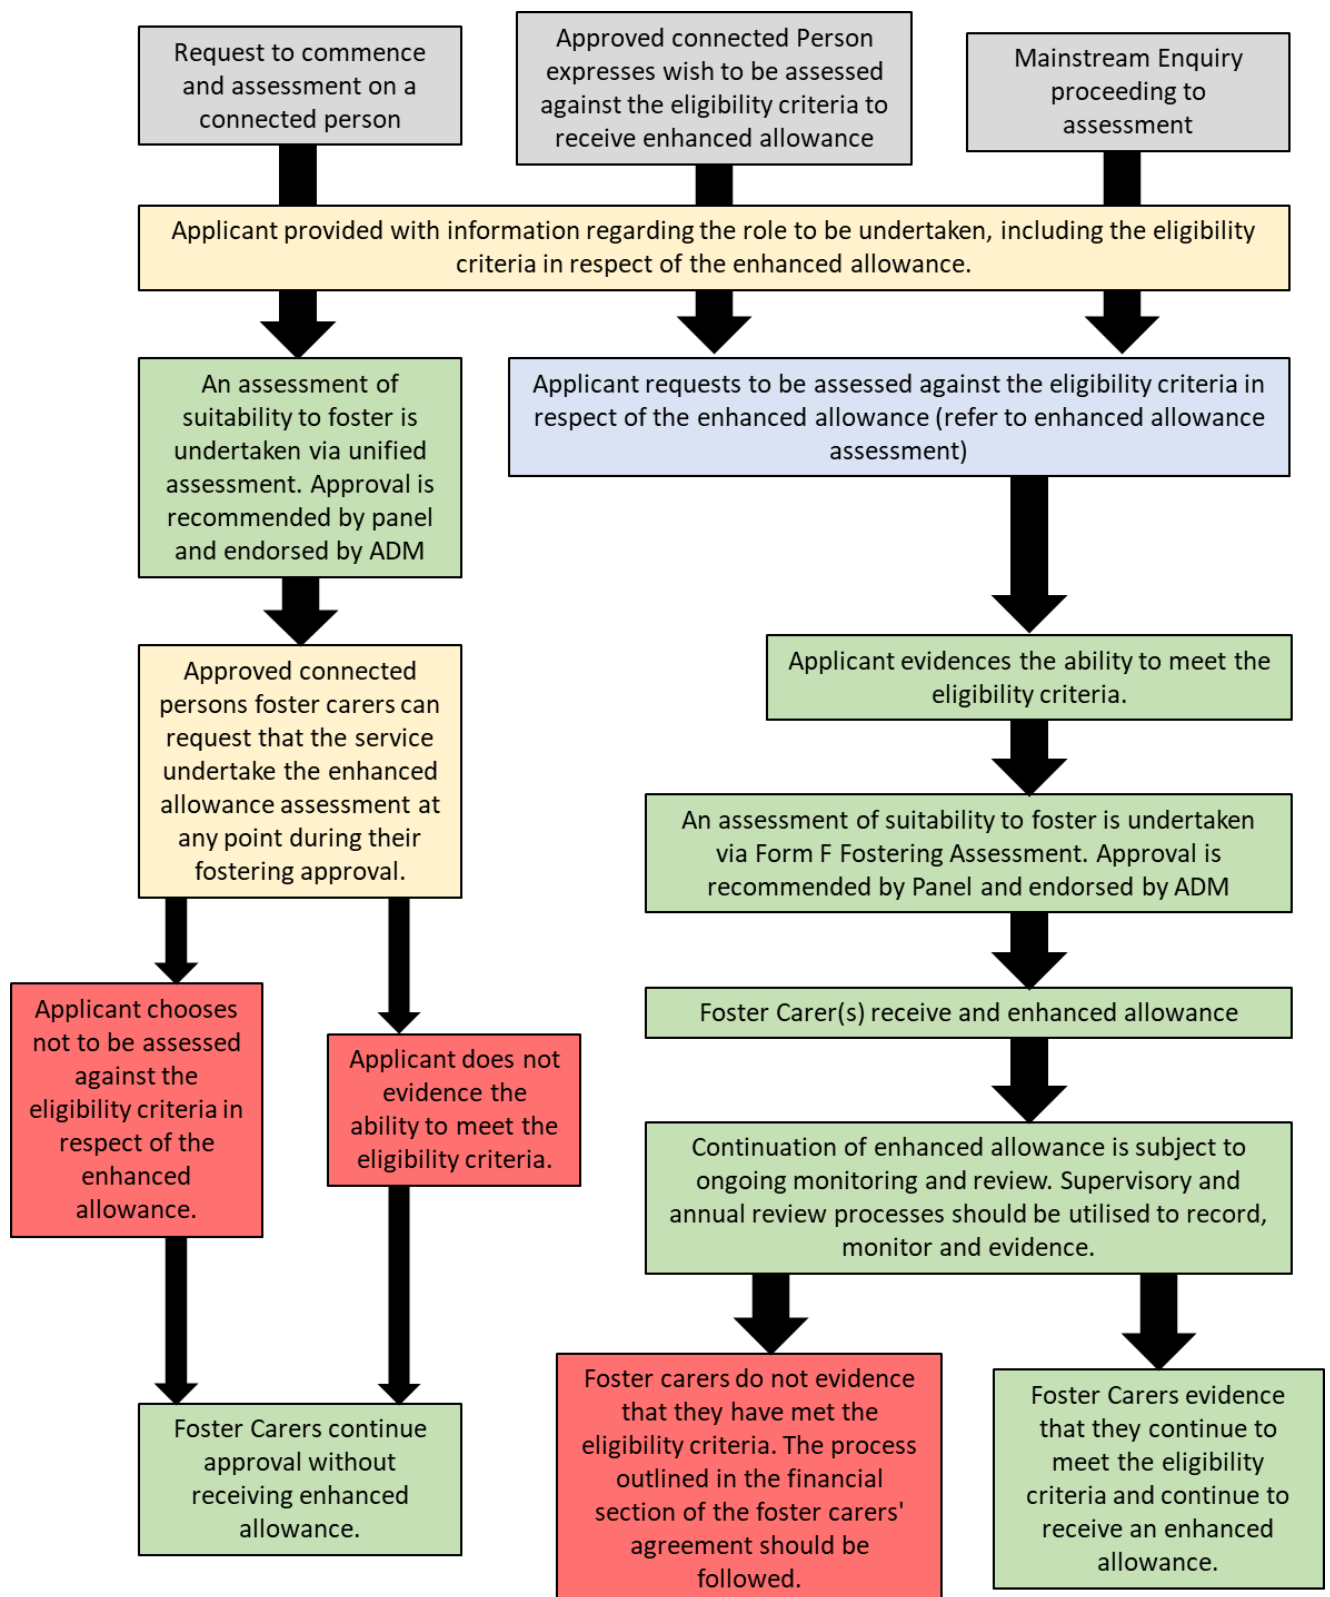 Request to commence
and assessment on a
connected person
Approved connected Person
expresses wish to be assessed
against the eligibility criteria to
receive enhanced allowance
Mainstream Enquiry
proceeding to
assessment
Applicant provided with information regarding the role to be undertaken, including the eligibility
criteria in respect of the enhanced allowance.
An assessment of
suitability to foster is
undertaken via unified
assessment. Approval is
recommended by panel
and endorsed by ADM
Applicant requests to be assessed against the eligibility criteria in
respect of the enhanced allowance (refer to enhanced allowance
assessment)
Approved connected
persons foster carers can
request that the service
undertake the enhanced
allowance assessment at
any point during their
fostering approval.
Applicant evidences the ability to meet the
eligibility criteria.
An assessment of suitability to foster is undertaken
via Form F Fostering Assessment. Approval is
recommended by Panel and endorsed by ADM
Applicant chooses
not to be assessed
against the
eligibility criteria in
respect of the
enhanced
allowance.
Applicant does not
evidence the
ability to meet the
eligibility criteria.
Foster Carer(s) receive and enhanced allowance
Continuation of enhanced allowance is subject to
ongoing monitoring and review. Supervisory and
annual review processes should be utilised to record,
monitor and evidence.
Foster Carers continue
approval without
receiving enhanced
allowance.
Foster carers do not evidence
that they have met the
eligibility criteria. The process
outlined in the financial
section of the foster carers'
agreement should be
followed.
Foster Carers evidence
that they continue to
meet the eligibility
criteria and continue to
receive an enhanced
allowance.